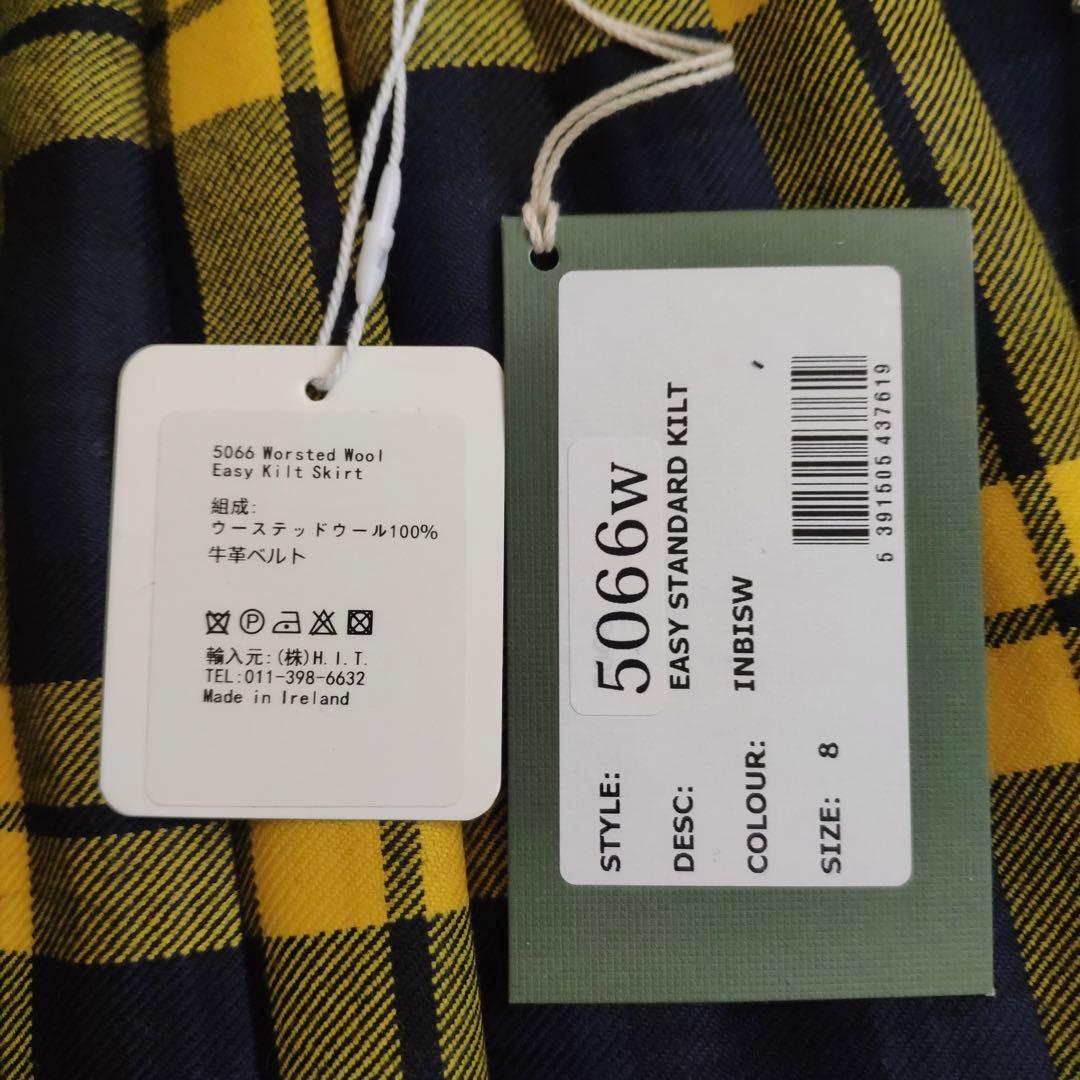 5066 Worsted Wool
Easy Kilt Skirt
組成:
ウーステッドウール100%
牛革ベルト
輸入元:(株)H.I.T.
TEL:011-398-6632
Made in Ireland
STYLE: 5066w
DESC: EASY STANDARD KILT
COLOUR: INBISW
SIZE: 8
5 391505 437619